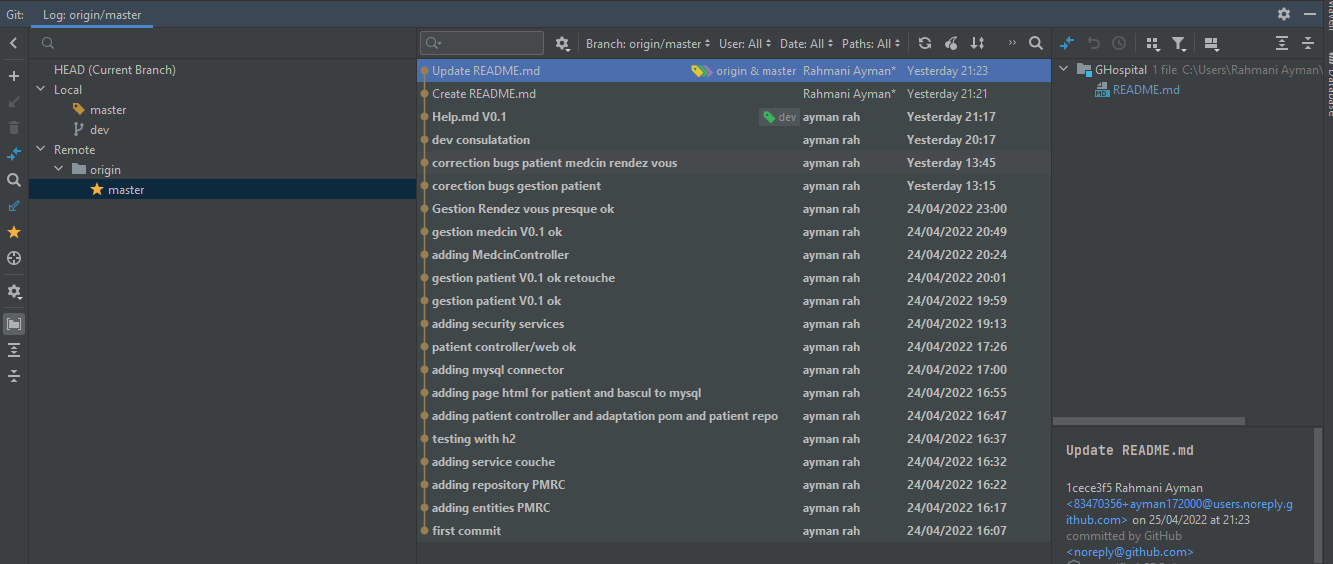 Git: Log: origin/master
Branch: origin/master User: All Date: All Paths: All
HEAD (Current Branch)
Local
master
dev
Remote
origin
master
Update README.md origin & master Rahmani Ayman* Yesterday 21:23
Create README.md Rahmani Ayman* Yesterday 21:21
Help.md V0.1 dev ayman rah Yesterday 21:17
dev consulatation ayman rah Yesterday 20:17
correction bugs patient medcin rendez vous ayman rah Yesterday 13:45
corection bugs gestion patient ayman rah Yesterday 13:15
Gestion Rendez vous presque ok ayman rah 24/04/2022 23:00
gestion medcin V0.1 ok ayman rah 24/04/2022 20:49
adding MedcinController ayman rah 24/04/2022 20:24
gestion patient V0.1 ok retouche ayman rah 24/04/2022 20:01
gestion patient V0.1 ok ayman rah 24/04/2022 19:59
adding security services ayman rah 24/04/2022 19:13
patient controller/web ok ayman rah 24/04/2022 17:26
adding mysql connector ayman rah 24/04/2022 17:00
adding page html for patient and bascul to mysql ayman rah 24/04/2022 16:55
adding patient controller and adaptation pom and patient repo ayman rah 24/04/2022 16:47
testing with h2 ayman rah 24/04/2022 16:37
adding service couche ayman rah 24/04/2022 16:32
adding repository PMRC ayman rah 24/04/2022 16:22
adding entities PMRC ayman rah 24/04/2022 16:17
first commit ayman rah 24/04/2022 16:07
GHospital 1 file C:\Users\Rahmani Ayman\
README.md
Update README.md
1cece3f5 Rahmani Ayman
<83470356+ayman172000@users.noreply.g
ithub.com> on 25/04/2022 at 21:23
committed by GitHub
<noreply@github.com>
Database